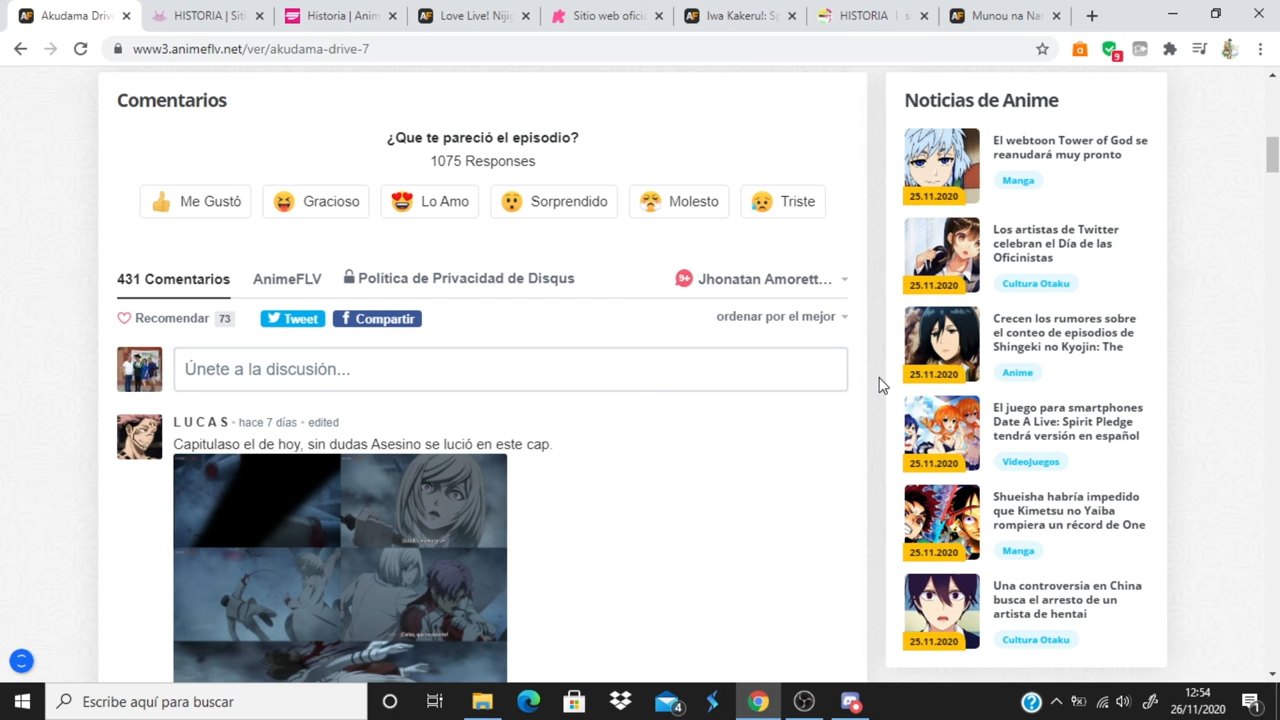 Akudama Driv
HISTORIA | Siti
Historia | Anim
Love Live! Nijig
Sitio web ofici
Iwa Kakeru!: Sp
HISTORIA | s
Munou na Nan
www3.animeflv.net/ver/akudama-drive-7
9
Comentarios
¿Que te pareció el episodio?
1075 Responses
Me Gustó
Gracioso
Lo Amo
Sorprendido
Molesto
Triste
431 Comentarios
AnimeFLV
Política de Privacidad de Disqus
9+
Jhonatan Amorett...
Recomendar 73
Tweet
Compartir
ordenar por el mejor
Únete a la discusión...
L U C A S • hace 7 días • edited
Capitulaso el de hoy, sin dudas Asesino se lució en este cap.
Noticias de Anime
El webtoon Tower of God se
reanudará muy pronto
Manga
25.11.2020
Los artistas de Twitter
celebran el Día de las
Oficinistas
Cultura Otaku
25.11.2020
Crecen los rumores sobre
el conteo de episodios de
Shingeki no Kyojin: The
Anime
25.11.2020
El juego para smartphones
Date A Live: Spirit Pledge
tendrá versión en español
VideoJuegos
25.11.2020
Shueisha habría impedido
que Kimetsu no Yaiba
rompiera un récord de One
Manga
25.11.2020
Una controversia en China
busca el arresto de un
artista de hentai
Cultura Otaku
25.11.2020
Escribe aquí para buscar
4
12:54
26/11/2020
1